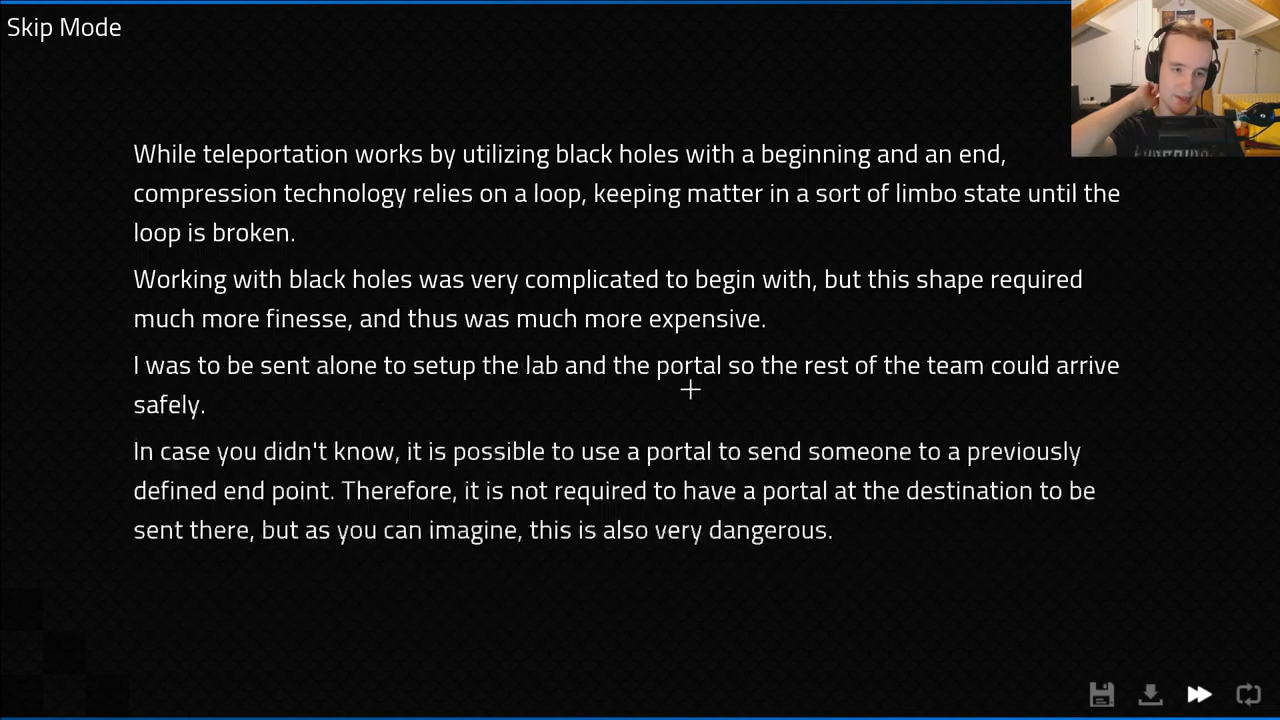 Skip Mode
While teleportation works by utilizing black holes with a beginning and an end,
compression technology relies on a loop, keeping matter in a sort of limbo state until the
loop is broken.
Working with black holes was very complicated to begin with, but this shape required
much more finesse, and thus was much more expensive.
I was to be sent alone to setup the lab and the portal so the rest of the team could arrive
safely.
In case you didn't know, it is possible to use a portal to send someone to a previously
defined end point. Therefore, it is not required to have a portal at the destination to be
sent there, but as you can imagine, this is also very dangerous.